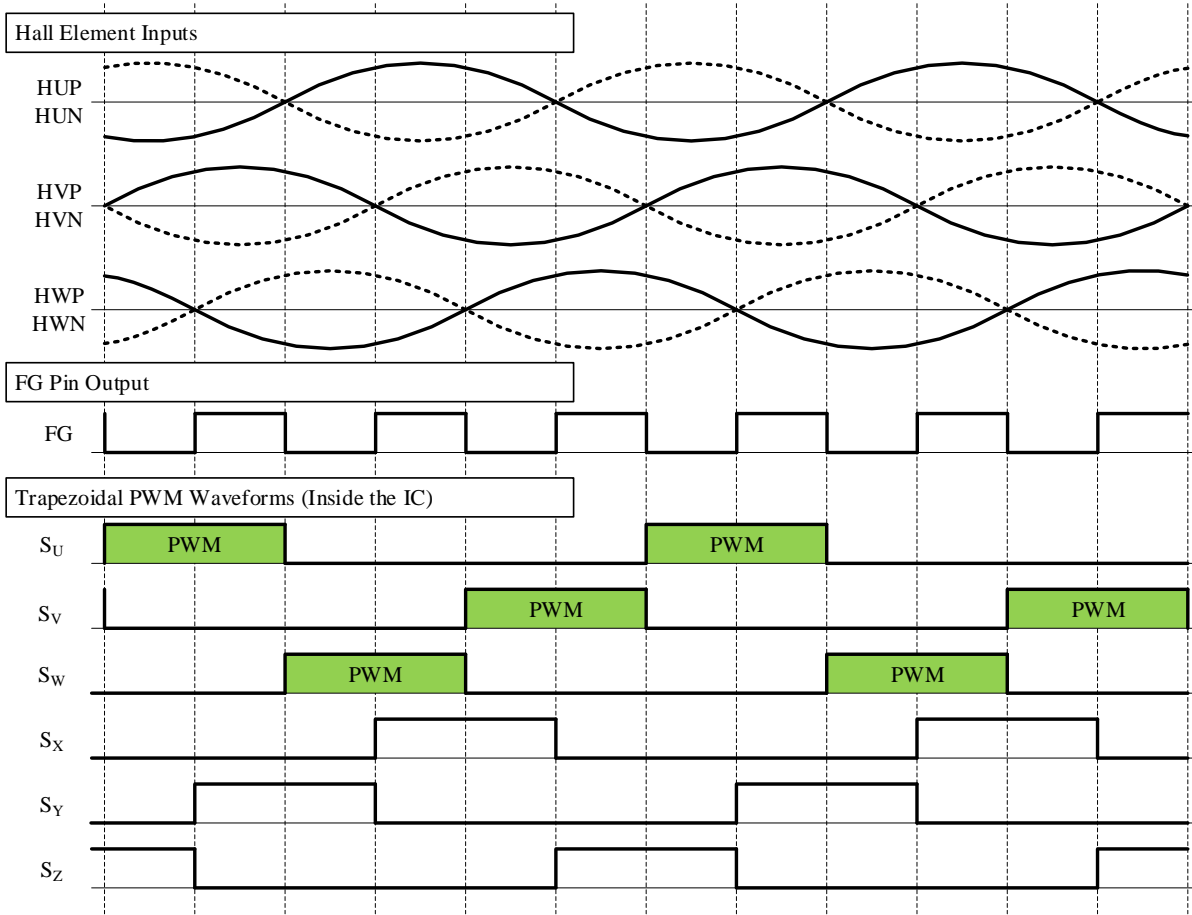 Hall Element Inputs
HUP
HUN
HVP
HVN
HWP
HWN
FG Pin Output
FG
Trapezoidal PWM Waveforms (Inside the IC)
SU PWM PWM
SV PWM PWM
SW PWM PWM
SX
SY
SZ